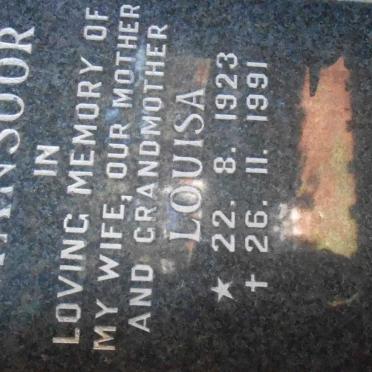 IN
LOVING MEMORY OF
MY WIFE, OUR MOTHER
AND GRANDMOTHER
LOUISA
★ 22. 8. 1923
✝ 26. 11. 1991